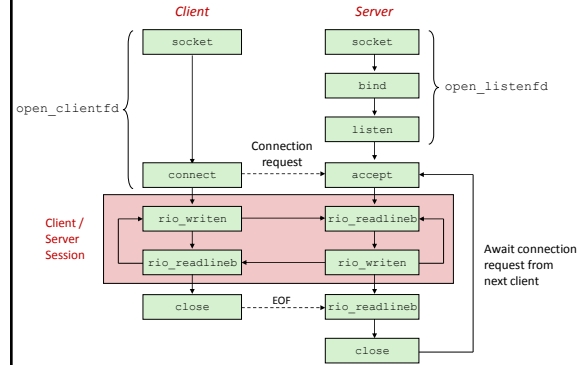 Client
Server
socket
socket
open_clientfd
bind
open_listenfd
listen
Connection
request
connect
accept
Client /
Server
Session
rio_writen
rio_readlineb
rio_readlineb
rio_writen
Await connection
request from
next client
close
EOF
rio_readlineb
close